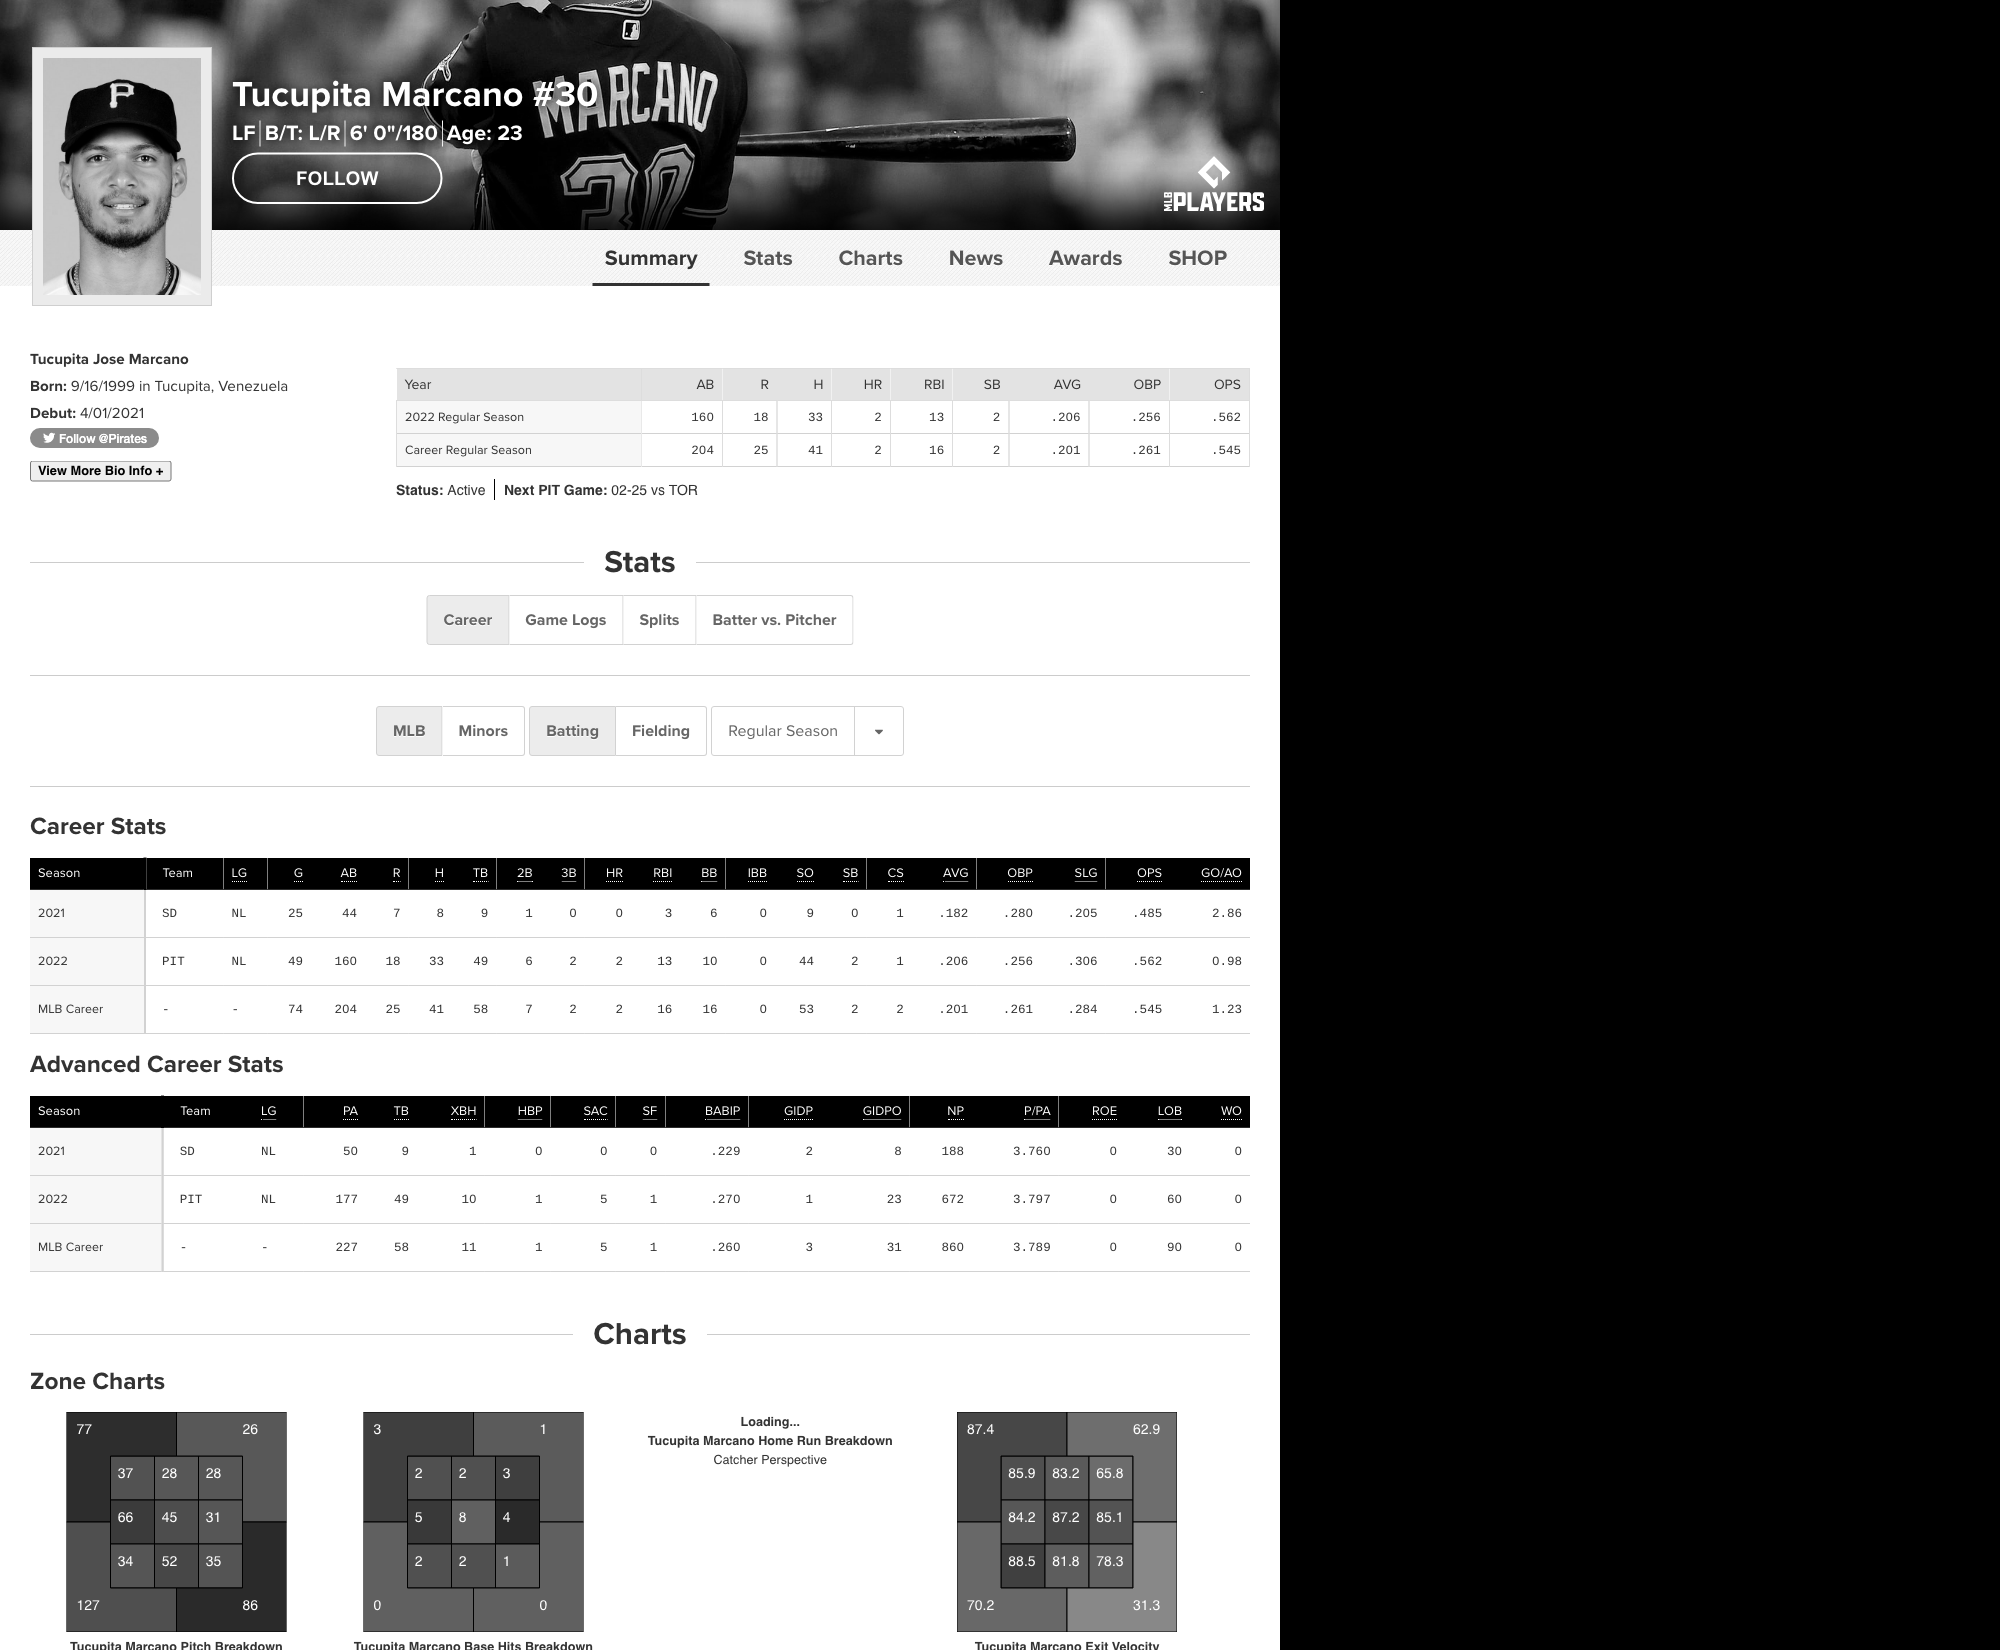 MARCANO
30
P
Tucupita Marcano #30
LF B/T: L/R 6' 0"/180 Age: 23
FOLLOW
MLB PLAYERS
Summary Stats Charts News Awards SHOP
Tucupita Jose Marcano
Born: 9/16/1999 in Tucupita, Venezuela
Debut: 4/01/2021
Follow @Pirates
View More Bio Info +
Year AB R H HR RBI SB AVG OBP OPS
2022 Regular Season 160 18 33 2 13 2 .206 .256 .562
Career Regular Season 204 25 41 2 16 2 .201 .261 .545
Status: Active Next PIT Game: 02-25 vs TOR
Stats
Career Game Logs Splits Batter vs. Pitcher
MLB Minors Batting Fielding Regular Season
Career Stats
Season Team LG G AB R H TB 2B 3B HR RBI BB IBB SO SB CS AVG OBP SLG OPS GO/AO
2021 SD NL 25 44 7 8 9 1 0 0 3 6 0 9 0 1 .182 .280 .205 .485 2.86
2022 PIT NL 49 160 18 33 49 6 2 2 13 10 0 44 2 1 .206 .256 .306 .562 0.98
MLB Career - - 74 204 25 41 58 7 2 2 16 16 0 53 2 2 .201 .261 .284 .545 1.23
Advanced Career Stats
Season Team LG PA TB XBH HBP SAC SF BABIP GIDP GIDPO NP P/PA ROE LOB WO
2021 SD NL 50 9 1 0 0 0 .229 2 8 188 3.760 0 30 0
2022 PIT NL 177 49 10 1 5 1 .270 1 23 672 3.797 0 60 0
MLB Career - - 227 58 11 1 5 1 .260 3 31 860 3.789 0 90 0
Charts
Zone Charts
77 26
37 28 28
66 45 31
34 52 35
127 86
Tucupita Marcano Pitch Breakdown
3 1
2 2 3
5 8 4
2 2 1
0 0
Tucupita Marcano Base Hits Breakdown
Loading...
Tucupita Marcano Home Run Breakdown
Catcher Perspective
87.4 62.9
85.9 83.2 65.8
84.2 87.2 85.1
88.5 81.8 78.3
70.2 31.3
Tucupita Marcano Exit Velocity